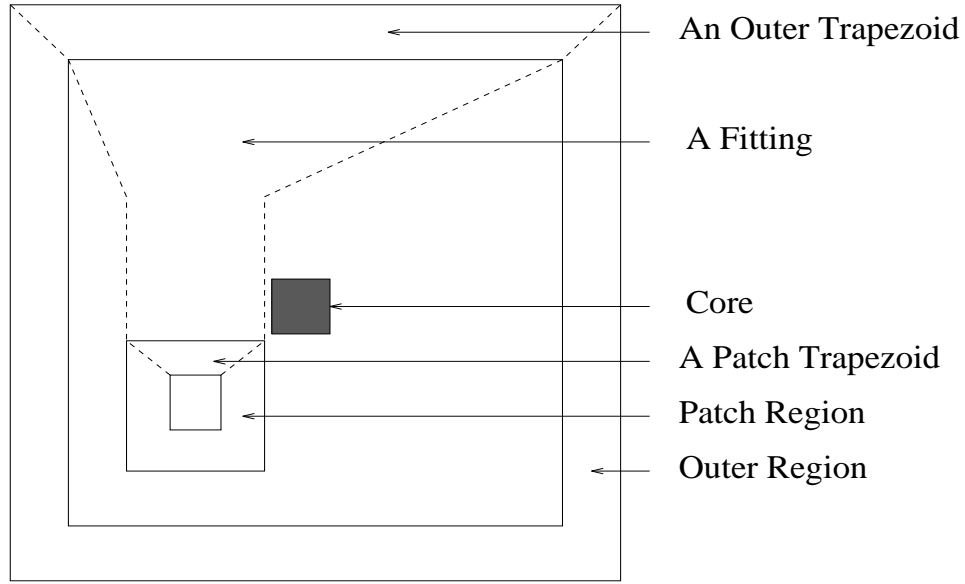 An Outer Trapezoid
A Fitting
Core
A Patch Trapezoid
Patch Region
Outer Region